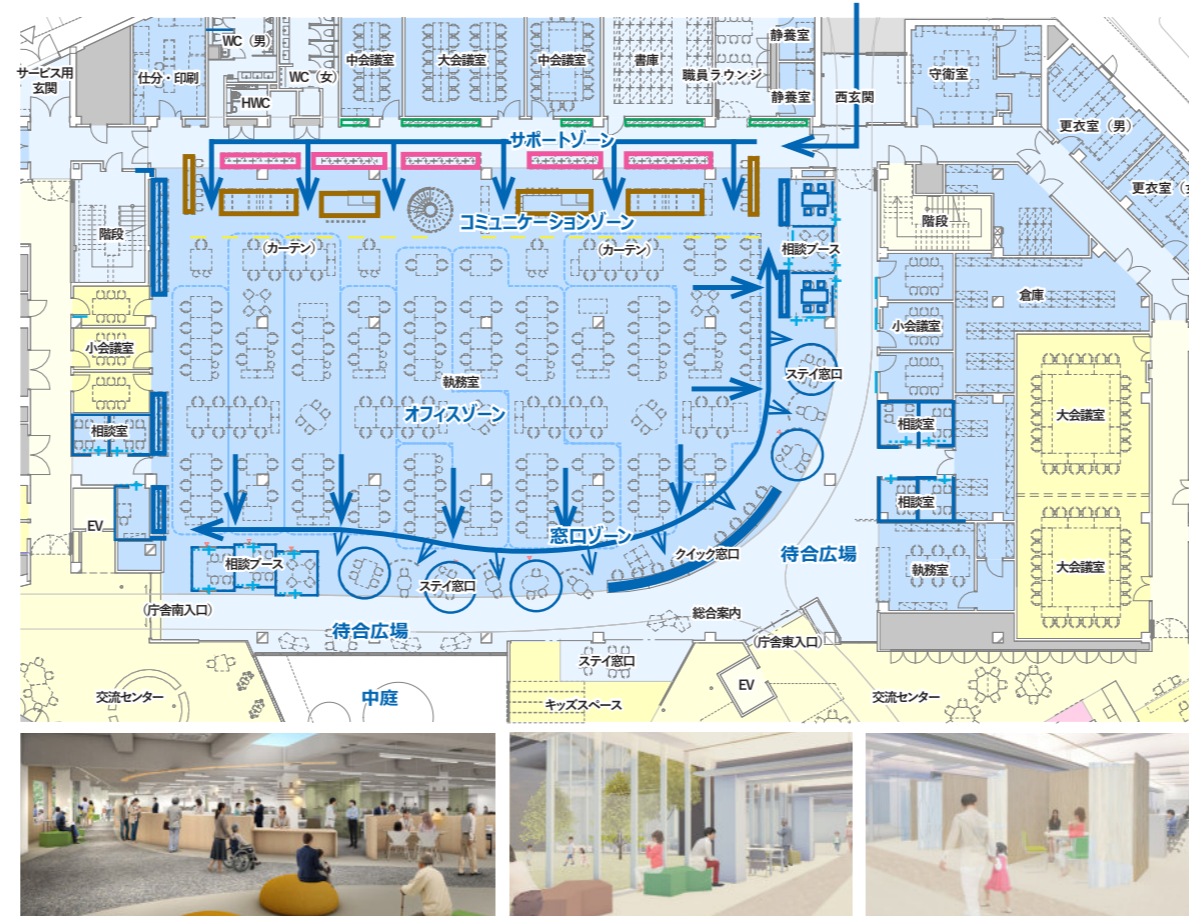 サービス用
玄関
仕分・印刷
WC（男）
WC（女）
HWC
中会議室
大会議室
中会議室
書庫
職員ラウンジ
静養室
静養室
西玄関
守衛室
更衣室（男）
更衣室（
サポートゾーン
コミュニケーションゾーン
階段
（カーテン）
（カーテン）
相談ブース
階段
倉庫
小会議室
小会議室
執務室
オフィスゾーン
ステイ窓口
大会議室
相談室
相談室
相談室
EV
窓口ゾーン
クイック窓口
待合広場
執務室
大会議室
相談ブース
ステイ窓口
（庁舎南入口）
待合広場
総合案内
（庁舎東入口）
ステイ窓口
交流センター
中庭
キッズスペース
EV
交流センター